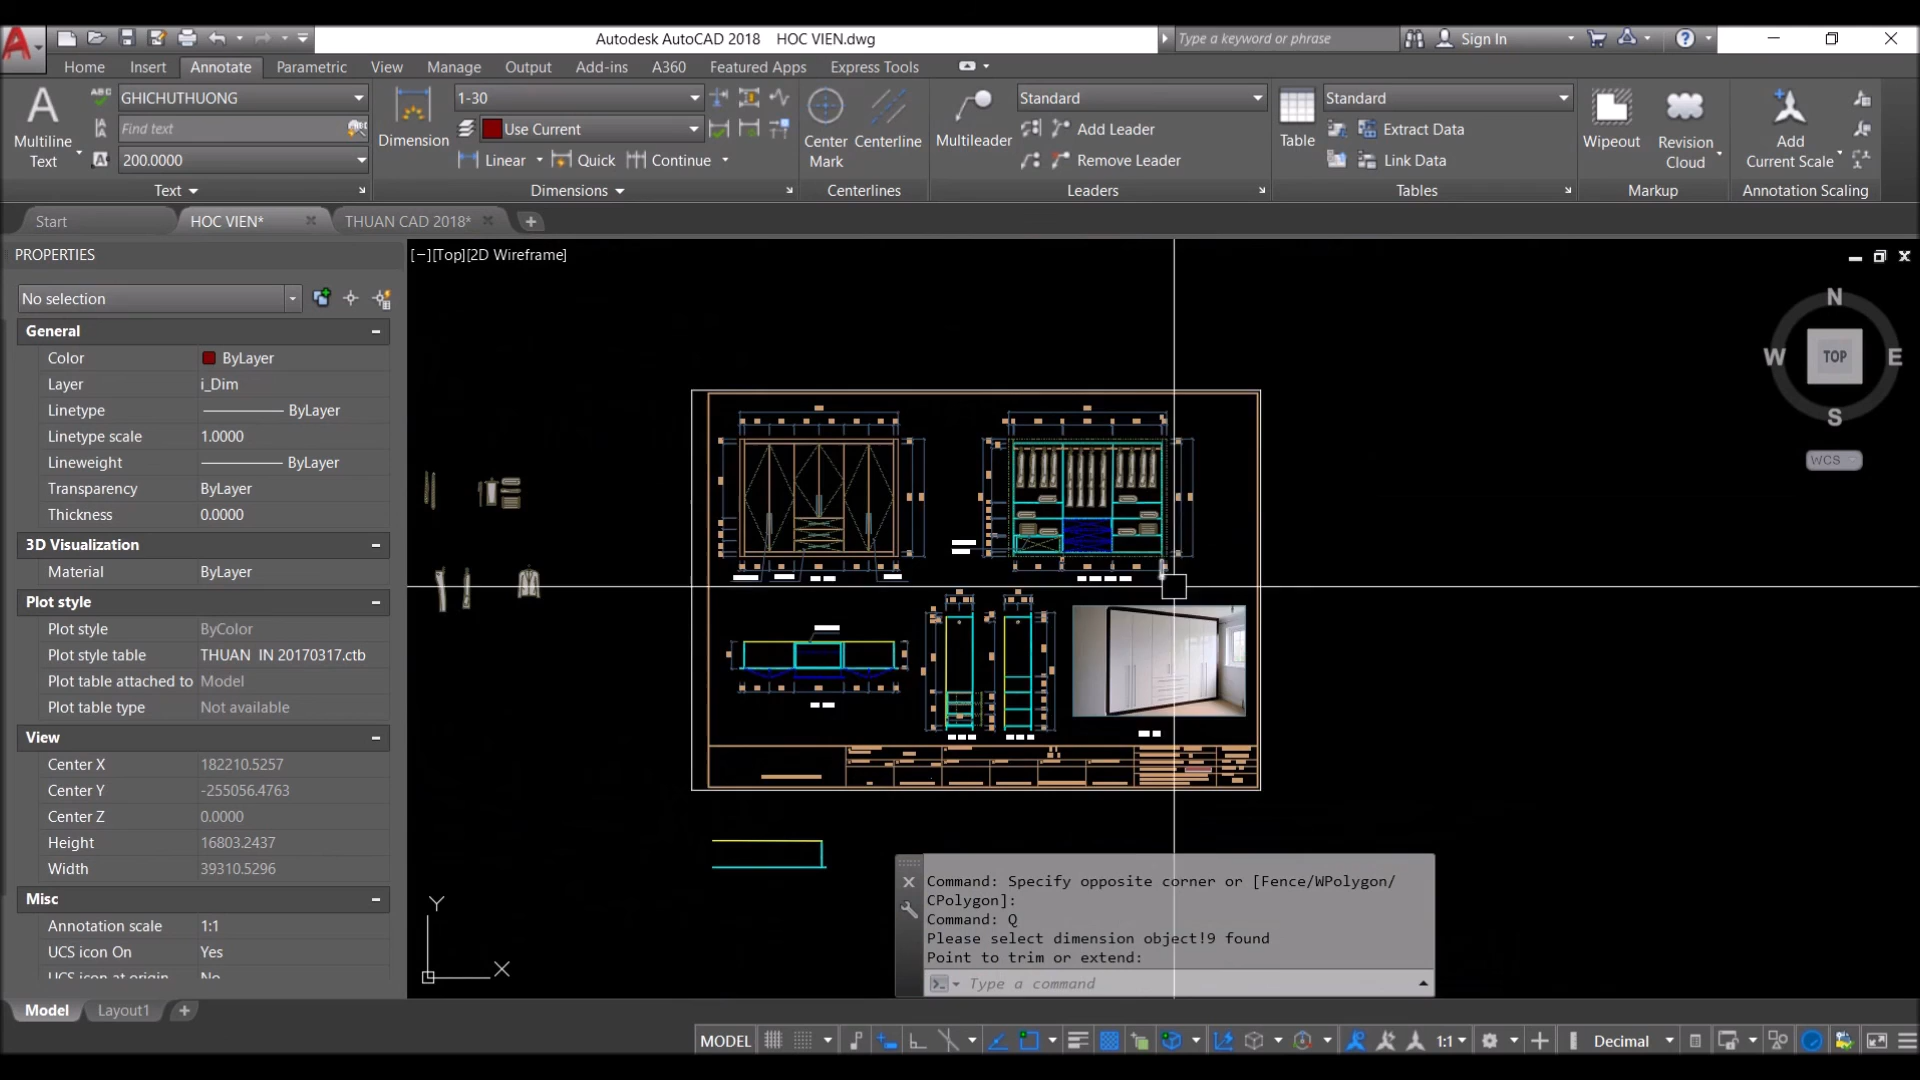 Autodesk AutoCAD 2018 HOC VIEN.dwg
Type a keyword or phrase
Sign In
Home Insert Annotate Parametric View Manage Output Add-ins A360 Featured Apps Express Tools
Multiline Text
GHICHUTHUONG
Find text
200.0000
Text
Dimension
1-30
Use Current
Linear Quick Continue
Dimensions
Center Mark
Centerline
Centerlines
Multileader
Standard
Add Leader
Remove Leader
Leaders
Table
Standard
Extract Data
Link Data
Tables
Wipeout
Revision Cloud
Markup
Add Current Scale
Annotation Scaling
Start
HOC VIEN*
THUAN CAD 2018*
PROPERTIES
No selection
General
Color ByLayer
Layer i_Dim
Linetype ByLayer
Linetype scale 1.0000
Lineweight ByLayer
Transparency ByLayer
Thickness 0.0000
3D Visualization
Material ByLayer
Plot style
Plot style ByColor
Plot style table THUAN IN 20170317.ctb
Plot table attached to Model
Plot table type Not available
View
Center X 182210.5257
Center Y -255056.4763
Center Z 0.0000
Height 16803.2437
Width 39310.5296
Misc
Annotation scale 1:1
UCS icon On Yes
UCS icon at origin No
[−][Top][2D Wireframe]
N
W TOP E
S
WCS
Y
X
Command: Specify opposite corner or [Fence/WPolygon/
CPolygon]:
Command: Q
Please select dimension object!9 found
Point to trim or extend:
Type a command
Model Layout1
MODEL
1:1
Decimal